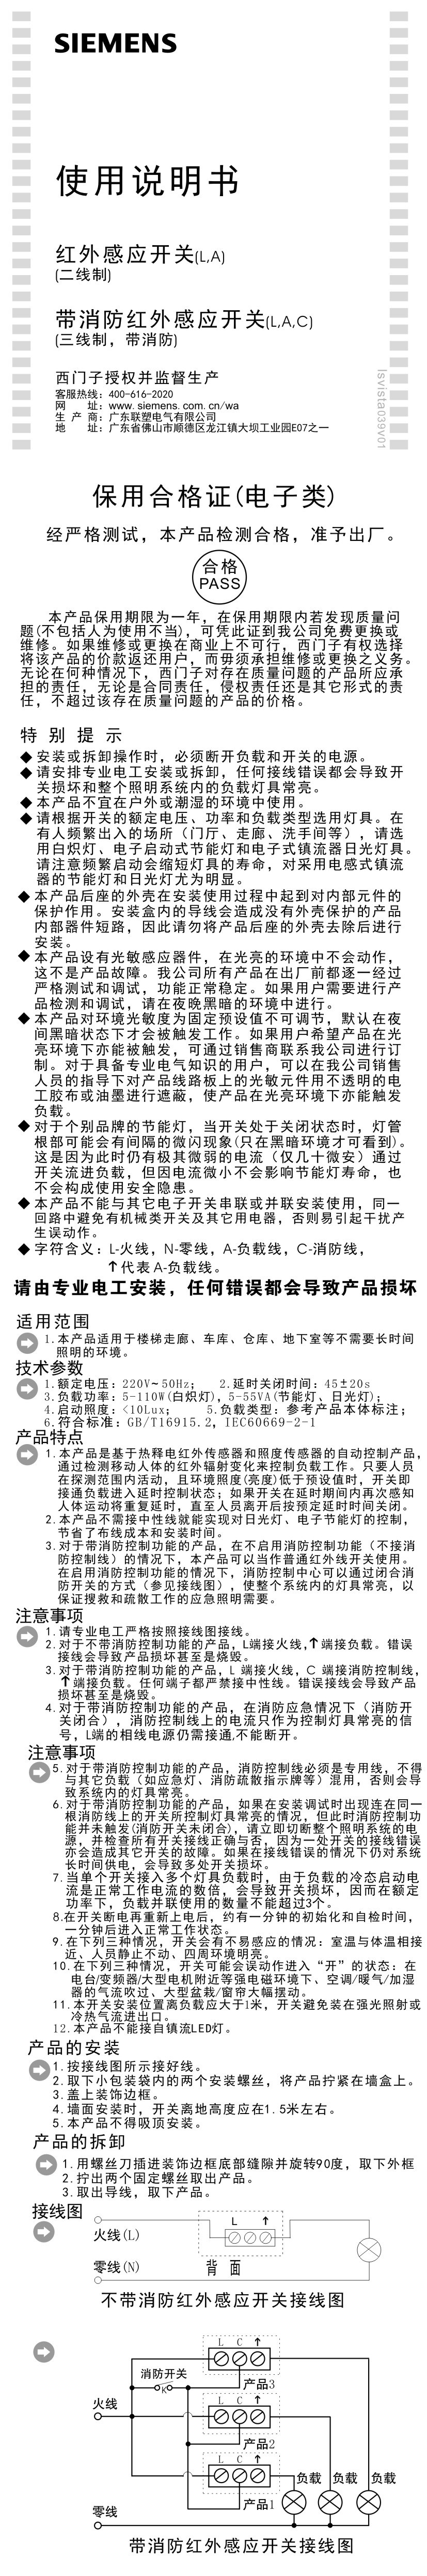 SIEMENS
使用说明书
红外感应开关(L,A)
(二线制)
带消防红外感应开关(L,A,C)
(三线制，带消防)
西门子授权并监督生产
客服热线：400-616-2020
网　　址：www.siemens.com.cn/wa
生 产 商：广东联塑电气有限公司
地　　址：广东省佛山市顺德区龙江镇大坝工业园E07之一
lsvista039v01
保用合格证(电子类)
经严格测试，本产品检测合格，准予出厂。
合格
PASS
本产品保用期限为一年，在保用期限内若发现质量问
题(不包括人为使用不当)，可凭此证到我公司免费更换或
维修。如果维修或更换在商业上不可行，西门子有权选择
将该产品的价款返还用户，而毋须承担维修或更换之义务。
无论在何种情况下，西门子对存在质量问题的产品所应承
担的责任，无论是合同责任，侵权责任还是其它形式的责
任，不超过该存在质量问题的产品的价格。
特 别 提 示
◆ 安装或拆卸操作时，必须断开负载和开关的电源。
◆ 请安排专业电工安装或拆卸，任何接线错误都会导致开
关损坏和整个照明系统内的负载灯具常亮。
◆ 本产品不宜在户外或潮湿的环境中使用。
◆ 请根据开关的额定电压、功率和负载类型选用灯具。在
有人频繁出入的场所（门厅、走廊、洗手间等），请选
用白炽灯、电子启动式节能灯和电子式镇流器日光灯具。
请注意频繁启动会缩短灯具的寿命，对采用电感式镇流
器的节能灯和日光灯尤为明显。
◆ 本产品后座的外壳在安装使用过程中起到对内部元件的
保护作用。安装盒内的导线会造成没有外壳保护的产品
内部器件短路，因此请勿将产品后座的外壳去除后进行
安装。
◆ 本产品设有光敏感应器件，在光亮的环境中不会动作，
这不是产品故障。我公司所有产品在出厂前都逐一经过
严格测试和调试，功能正常稳定。如果用户需要进行产
品检测和调试，请在夜晚黑暗的环境中进行。
◆ 本产品对环境光敏度为固定预设值不可调节，默认在夜
间黑暗状态下才会被触发工作。如果用户希望产品在光
亮环境下亦能被触发，可通过销售商联系我公司进行订
制。对于具备专业电气知识的用户，可以在我公司销售
人员的指导下对产品线路板上的光敏元件用不透明的电
工胶布或油墨进行遮蔽，使产品在光亮环境下亦能触发
负载。
◆ 对于个别品牌的节能灯，当开关处于关闭状态时，灯管
根部可能会有间隔的微闪现象(只在黑暗环境才可看到)。
这是因为此时仍有极其微弱的电流（仅几十微安）通过
开关流进负载，但因电流微小不会影响节能灯寿命，也
不会构成使用安全隐患。
◆ 本产品不能与其它电子开关串联或并联安装使用，同一
回路中避免有机械类开关及其它用电器，否则易引起干扰产
生误动作。
◆ 字符含义：L-火线，N-零线，A-负载线，C-消防线，
↑代表 A-负载线。
请由专业电工安装，任何错误都会导致产品损坏
适用范围
1.本产品适用于楼梯走廊、车库、仓库、地下室等不需要长时间
照明的环境。
技术参数
1.额定电压：220V~50Hz；　2.延时关闭时间：45±20s
3.负载功率：5-110W(白炽灯)，5-55VA(节能灯、日光灯)；
4.启动照度：<10Lux；　5.负载类型：参考产品本体标注；
6.符合标准：GB/T16915.2，IEC60669-2-1
产品特点
1.本产品是基于热释电红外传感器和照度传感器的自动控制产品，
通过检测移动人体的红外辐射变化来控制负载工作。只要人员
在探测范围内活动，且环境照度(亮度)低于预设值时，开关即
接通负载进入延时控制状态；如果开关在延时期间内再次感知
人体运动将重复延时，直至人员离开后按预定延时时间关闭。
2.本产品不需接中性线就能实现对日光灯、电子节能灯的控制，
节省了布线成本和安装时间。
3.对于带消防控制功能的产品，在不启用消防控制功能（不接消
防控制线）的情况下，本产品可以当作普通红外线开关使用。
在启用消防控制功能的情况下，消防控制中心可以通过闭合消
防开关的方式（参见接线图），使整个系统内的灯具常亮，以
保证搜救和疏散工作的应急照明需要。
注意事项
1.请专业电工严格按照接线图接线。
2.对于不带消防控制功能的产品，L端接火线,↑端接负载。错误
接线会导致产品损坏甚至是烧毁。
3.对于带消防控制功能的产品，L 端接火线，C 端接消防控制线，
↑端接负载。任何端子都严禁接中性线。错误接线会导致产品
损坏甚至是烧毁。
4.对于带消防控制功能的产品，在消防应急情况下（消防开
关闭合），消防控制线上的电流只作为控制灯具常亮的信
号，L端的相线电源仍需接通,不能断开。
注意事项
5.对于带消防控制功能的产品，消防控制线必须是专用线，不得
与其它负载（如应急灯、消防疏散指示牌等）混用，否则会导
致系统内的灯具常亮。
6.对于带消防控制功能的产品，如果在安装调试时出现连在同一
根消防线上的开关所控制灯具常亮的情况，但此时消防控制功
能并未触发(消防开关未闭合)，请立即切断整个照明系统的电
源，并检查所有开关接线正确与否，因为一处开关的接线错误
亦会造成其它开关的故障。如果在接线错误的情况下仍对系统
长时间供电，会导致多处开关损坏。
7.当单个开关接入多个灯具负载时，由于负载的冷态启动电
流是正常工作电流的数倍，会导致开关损坏，因而在额定
功率下，负载并联使用的数量不能超过3个。
8.在开关断电再重新上电后，约有一分钟的初始化和自检时间，
一分钟后进入正常工作状态。
9.在下列三种情况，开关会有不易感应的情况：室温与体温相接
近、人员静止不动、四周环境明亮。
10.在下列三种情况，开关可能会误动作进入“开”的状态：在
电台/变频器/大型电机附近等强电磁环境下、空调/暖气/加湿
器的气流吹过、大型盆栽/窗帘大幅摆动。
11.本开关安装位置离负载应大于1米，开关避免装在强光照射或
冷热气流进出口。
12.本产品不能接自镇流LED灯。
产品的安装
1.按接线图所示接好线。
2.取下小包装袋内的两个安装螺丝，将产品拧紧在墙盒上。
3.盖上装饰边框。
4.墙面安装时，开关离地高度应在1.5米左右。
5.本产品不得吸顶安装。
产品的拆卸
1.用螺丝刀插进装饰边框底部缝隙并旋转90度，取下外框
2.拧出两个固定螺丝取出产品。
3.取出导线，取下产品。
接线图
L ↑
火线(L)
零线(N)
背 面
不带消防红外感应开关接线图
L C ↑
消防开关
K
产品3
火线
L C ↑
产品2
L C ↑
负载 负载 负载
产品1
零线
带消防红外感应开关接线图